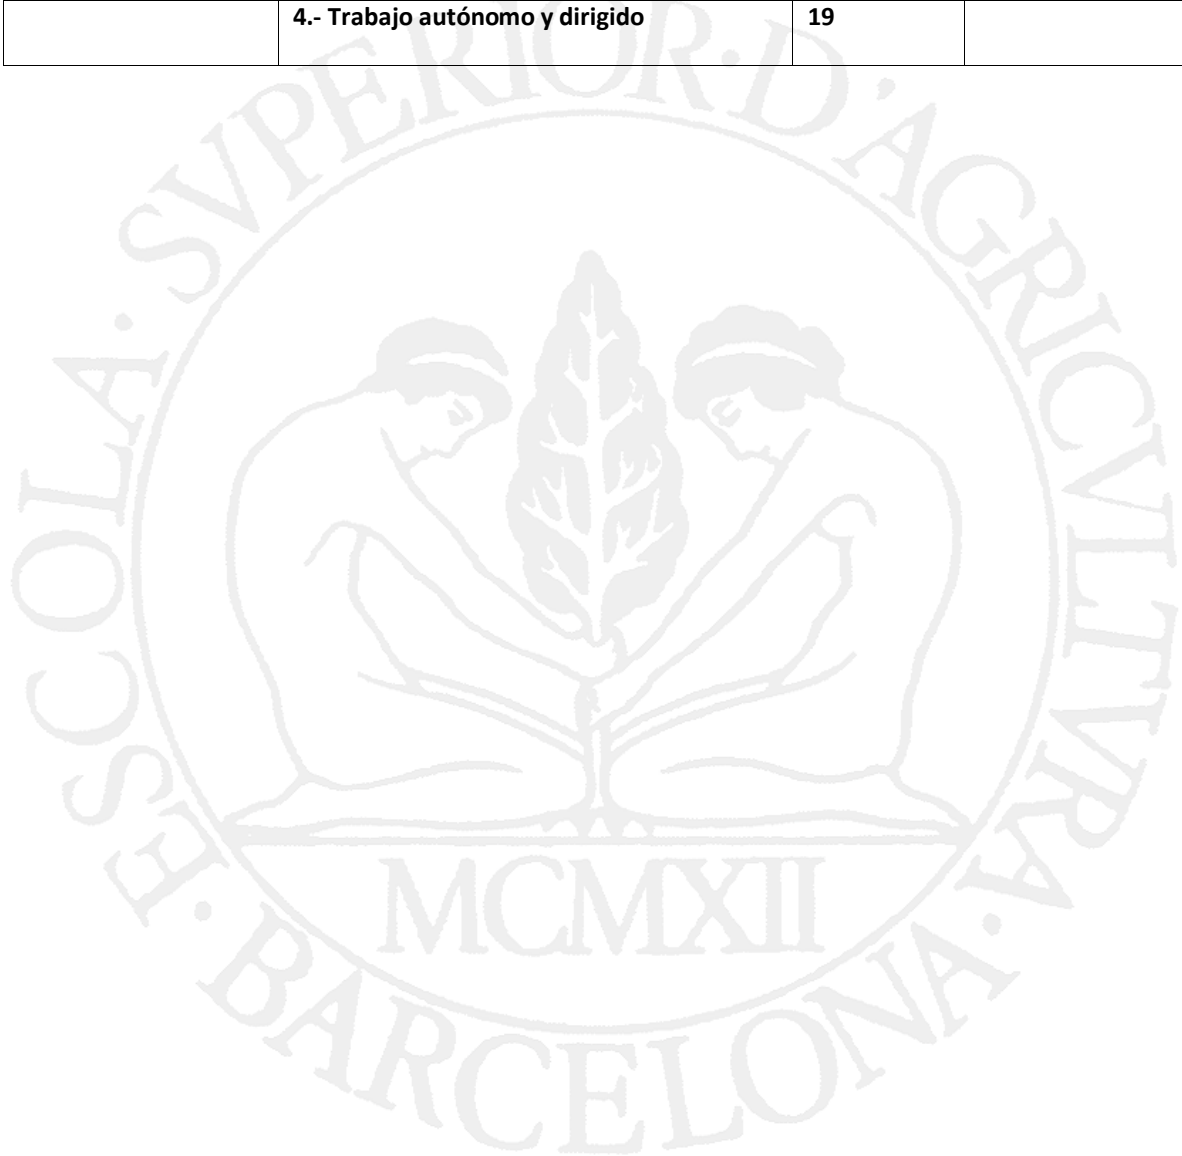 4.- Trabajo autónomo y dirigido 19
ESCOLA · SVPERIOR · D'AGRICVLTVRA · BARCELONA ·
MCMXII